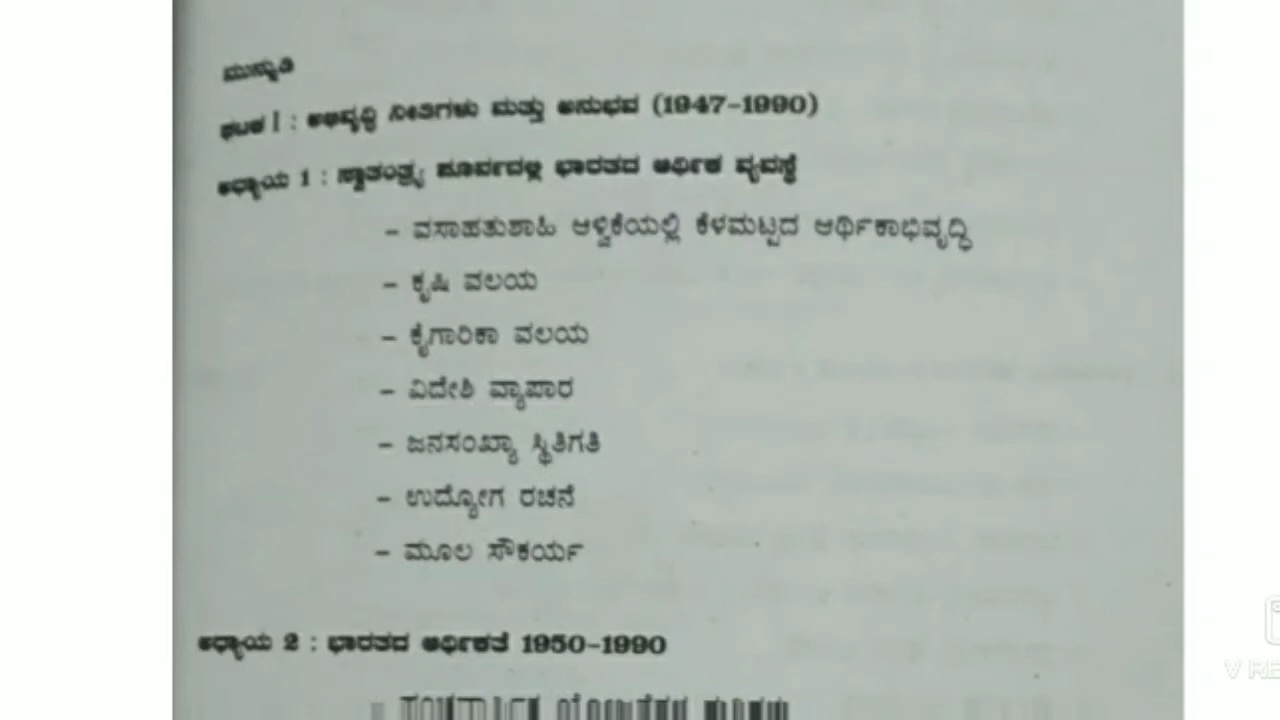 ಮುನ್ನುಡಿ
ಘಟಕ I : ಅಭಿವೃದ್ಧಿ ನೀತಿಗಳು ಮತ್ತು ಅನುಭವ (1947-1990)
ಅಧ್ಯಾಯ 1 : ಸ್ವಾತಂತ್ರ್ಯ ಪೂರ್ವದಲ್ಲಿ ಭಾರತದ ಆರ್ಥಿಕ ವ್ಯವಸ್ಥೆ
- ವಸಾಹತುಶಾಹಿ ಆಳ್ವಿಕೆಯಲ್ಲಿ ಕೆಳಮಟ್ಟದ ಆರ್ಥಿಕಾಭಿವೃದ್ಧಿ
- ಕೃಷಿ ವಲಯ
- ಕೈಗಾರಿಕಾ ವಲಯ
- ವಿದೇಶಿ ವ್ಯಾಪಾರ
- ಜನಸಂಖ್ಯಾ ಸ್ಥಿತಿಗತಿ
- ಉದ್ಯೋಗ ರಚನೆ
- ಮೂಲ ಸೌಕರ್ಯ
ಅಧ್ಯಾಯ 2 : ಭಾರತದ ಆರ್ಥಿಕತೆ 1950-1990